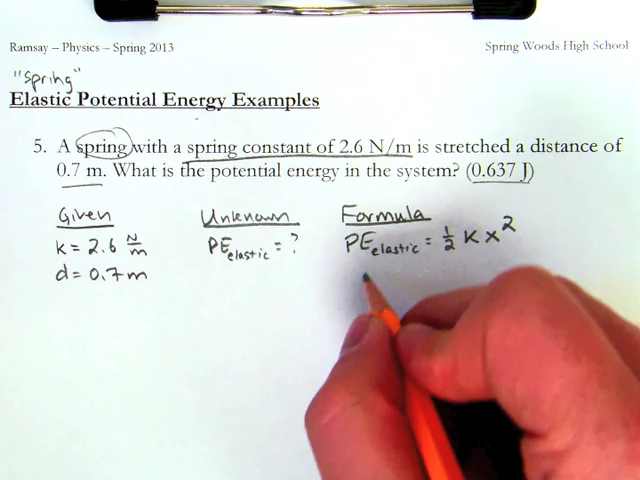 Ramsay – Physics – Spring 2013 Spring Woods High School
"Spring"
Elastic Potential Energy Examples
5. A spring with a spring constant of 2.6 N/m is stretched a distance of
0.7 m. What is the potential energy in the system? (0.637 J)
Given Unknown Formula
k = 2.6 N/m PEelastic = ? PEelastic = 1/2 k x²
d = 0.7m